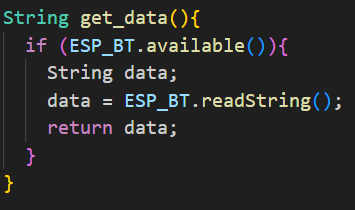 String get_data(){
  if (ESP_BT.available()){
    String data;
    data = ESP_BT.readString();
    return data;
  }
}